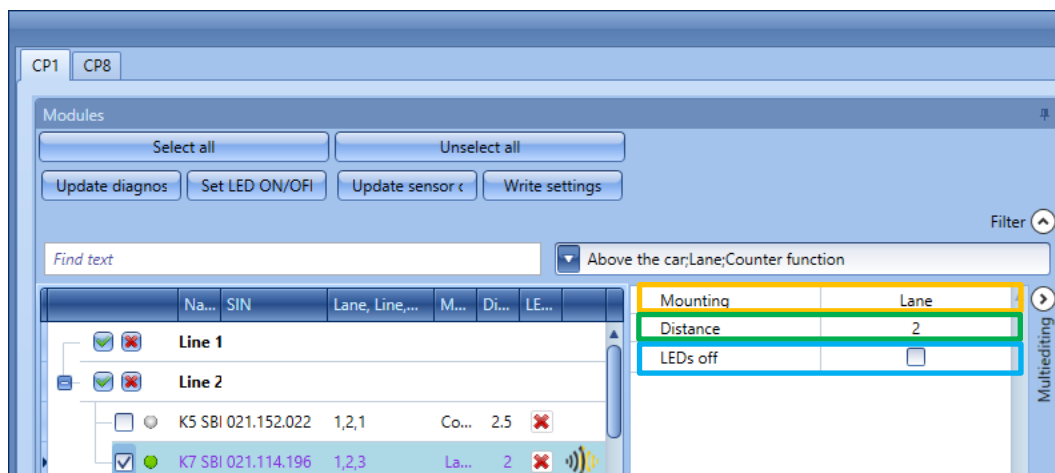 CP1 CP8
Modules
Select all Unselect all
Update diagnos Set LED ON/OFI Update sensor c Write settings
Filter
Find text Above the car;Lane;Counter function
Na... SIN Lane, Line,... M... Di... LE...
Mounting Lane
Distance 2
LEDs off
Multiediting
Line 1
Line 2
K5 SBI 021.152.022 1,2,1 Co... 2.5
K7 SBI 021.114.196 1,2,3 La... 2